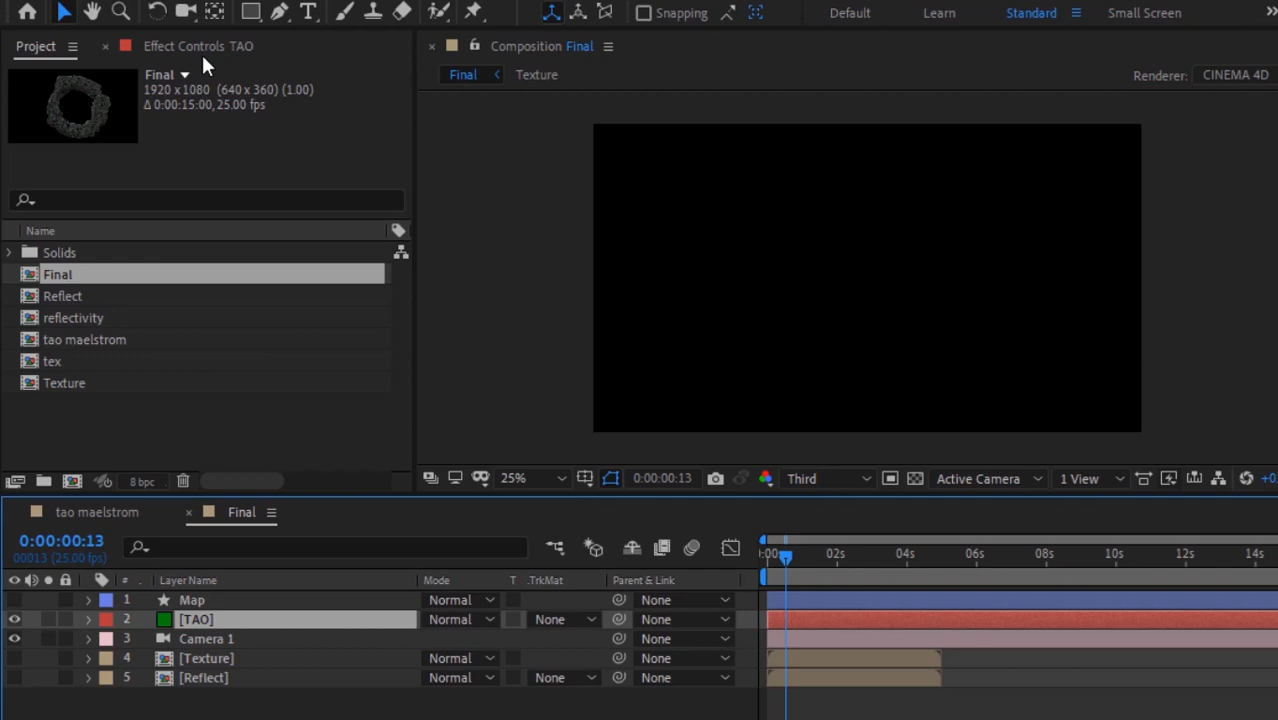 Snapping
Default
Learn
Standard
Small Screen
Project
Effect Controls TAO
Composition Final
Final
1920 x 1080 (640 x 360) (1.00)
Δ 0:00:15:00, 25.00 fps
Final
Texture
Renderer:
CINEMA 4D
Name
Solids
Final
Reflect
reflectivity
tao maelstrom
tex
Texture
8 bpc
25%
0:00:00:13
Third
Active Camera
1 View
tao maelstrom
Final
0:00:00:13
00013 (25.00 fps)
:00s
02s
04s
06s
08s
10s
12s
14s
#
Layer Name
Mode
T
.TrkMat
Parent & Link
1 Map Normal None
2 [TAO] Normal None None
3 Camera 1 None
4 [Texture] Normal None
5 [Reflect] Normal None None